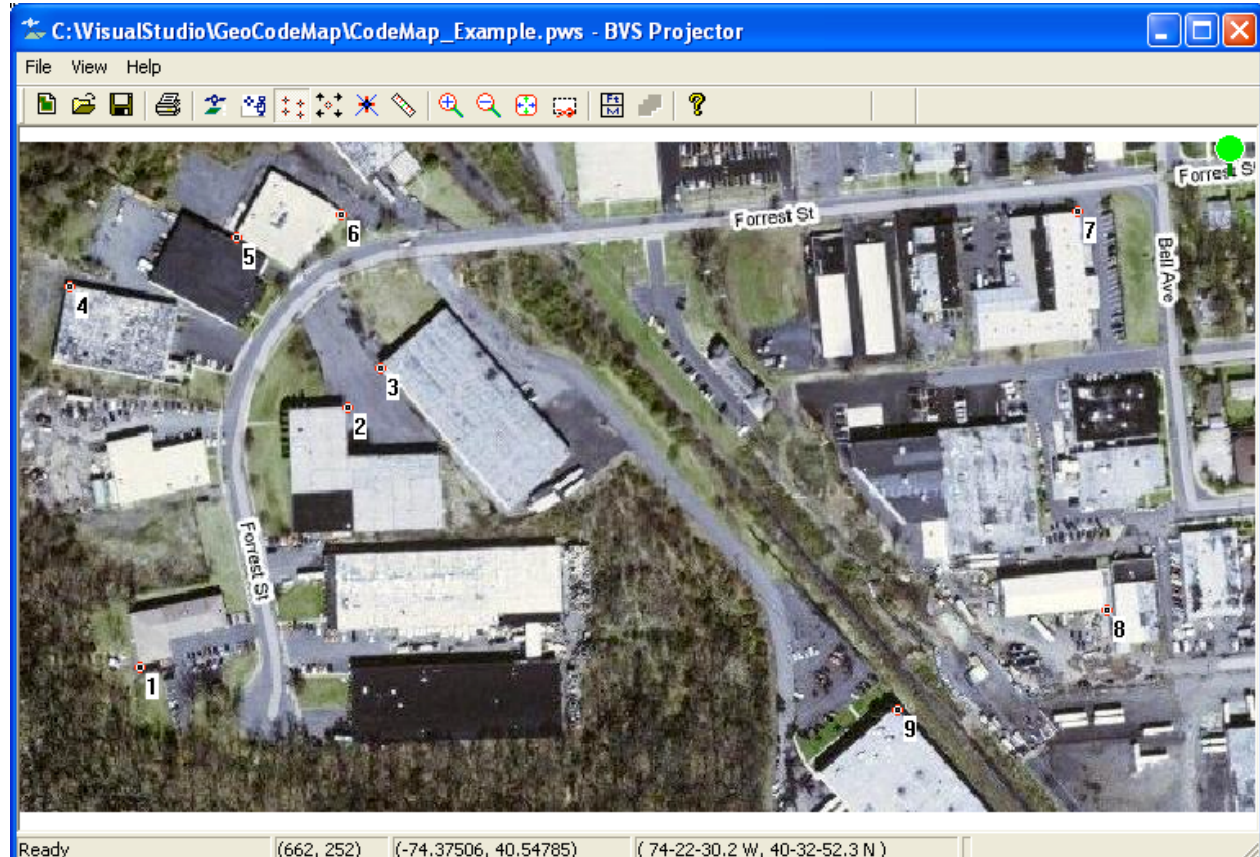 C:\VisualStudio\GeoCodeMap\CodeMap_Example.pws - BVS Projector
File View Help
Ft
M
Forrest S
Forrest St
Bell Ave
Forrest St
1
2
3
4
5
6
7
8
9
Ready
(662, 252)
(-74.37506, 40.54785)
( 74-22-30.2 W, 40-32-52.3 N )